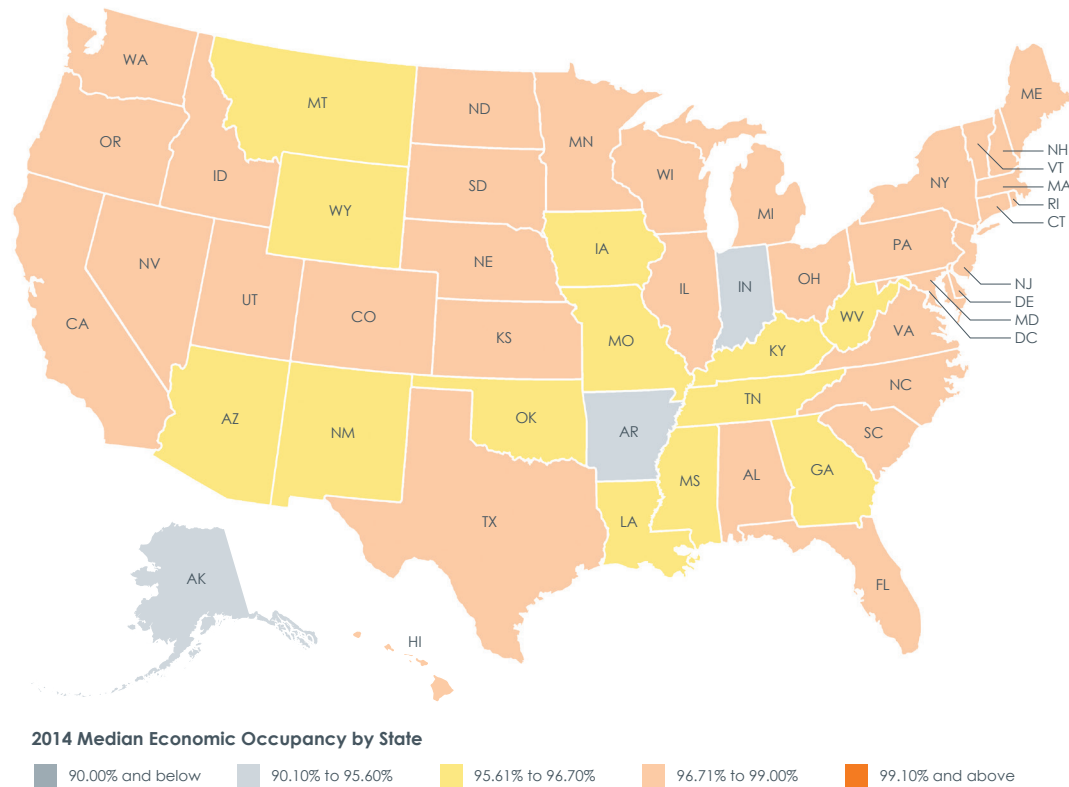 WA
MT
ND
MN
ME
OR
ID
SD
WI
NH
VT
NY
MA
RI
WY
MI
CT
IA
PA
NV
NE
UT
IL
IN
OH
NJ
CO
DE
CA
KS
MO
WV
VA
MD
DC
KY
NC
AZ
NM
OK
TN
AR
SC
MS
AL
GA
LA
TX
AK
FL
HI
2014 Median Economic Occupancy by State
90.00% and below 90.10% to 95.60% 95.61% to 96.70% 96.71% to 99.00% 99.10% and above